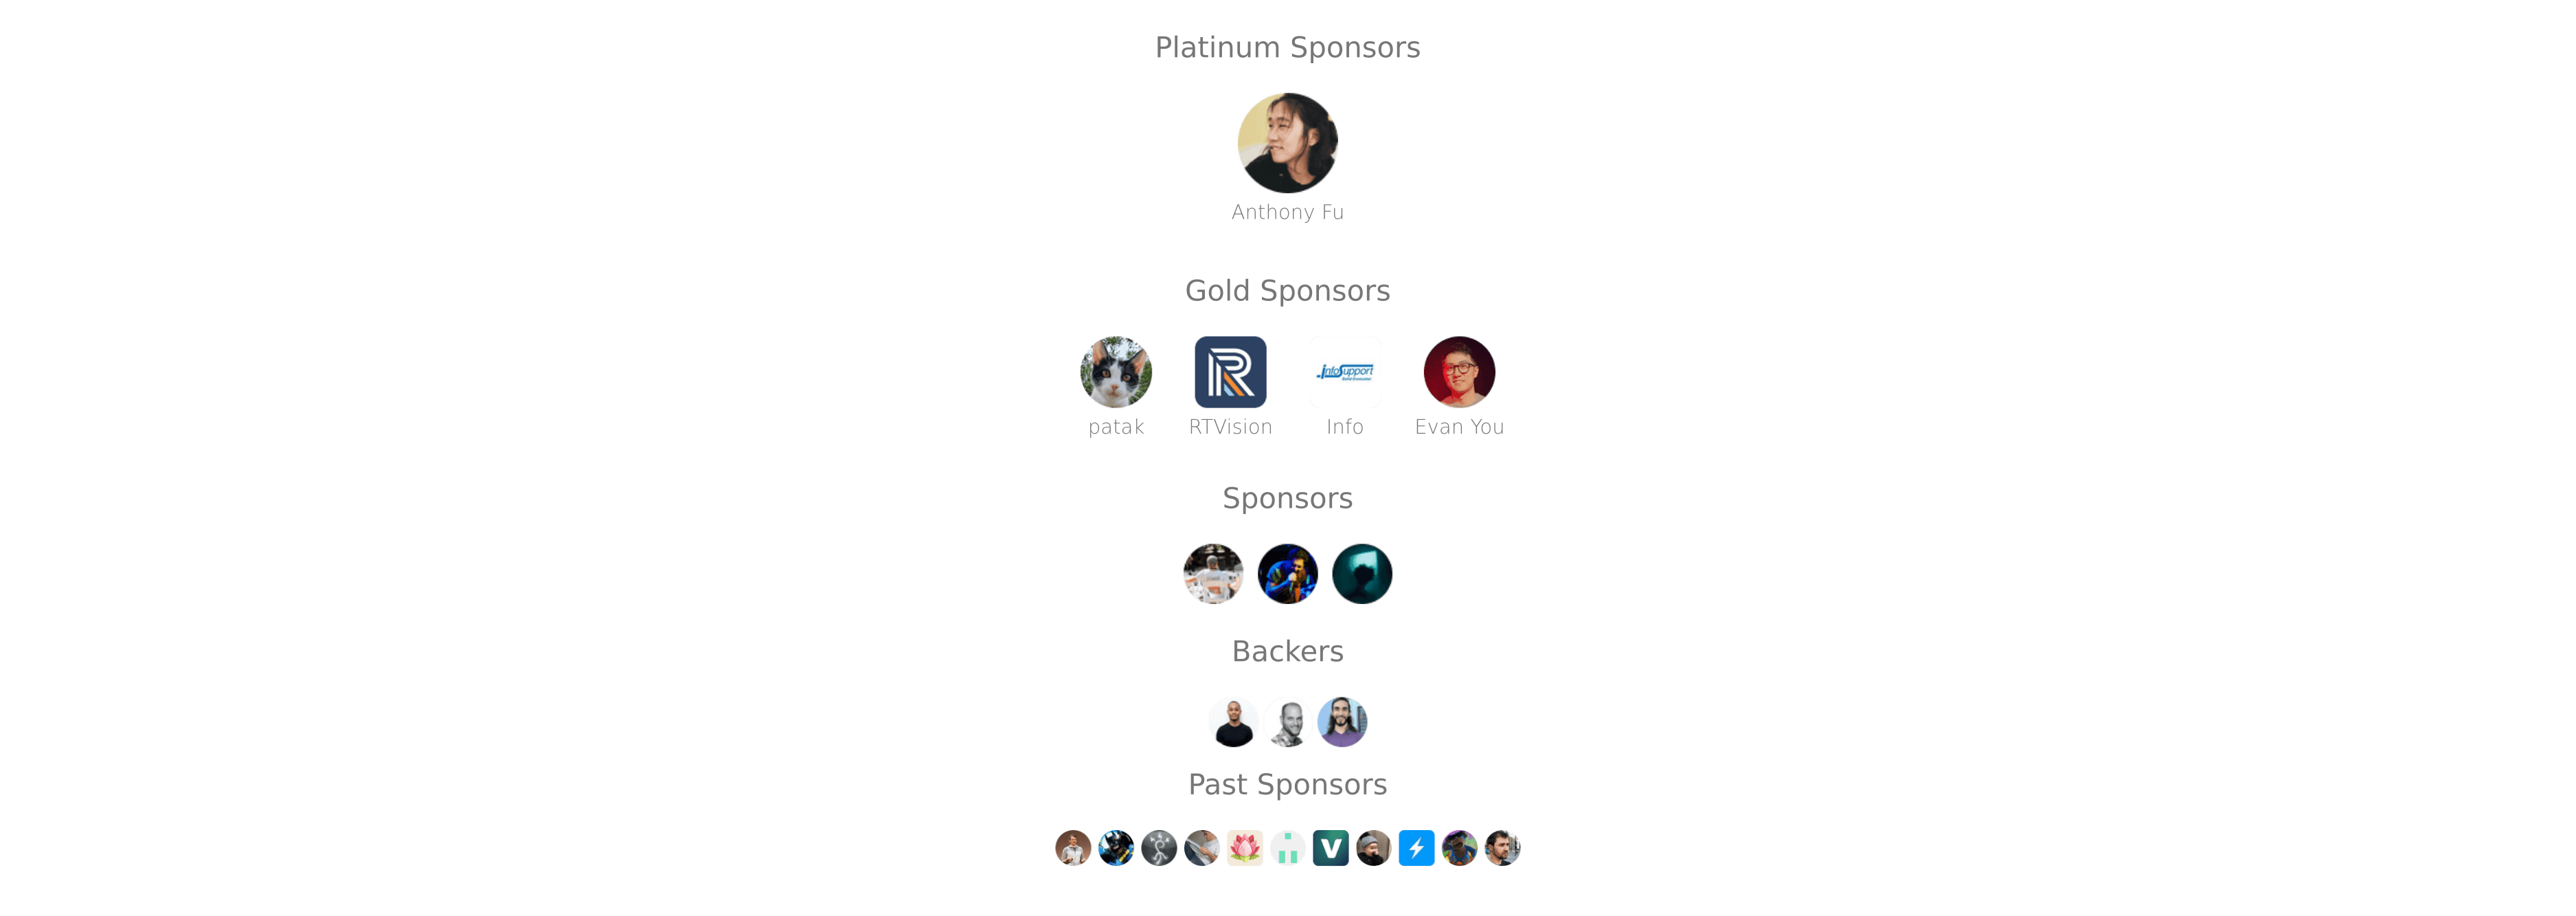 Platinum Sponsors
Anthony Fu
Gold Sponsors
InfoSupport
patak RTVision Info Evan You
Sponsors
Backers
Past Sponsors
V